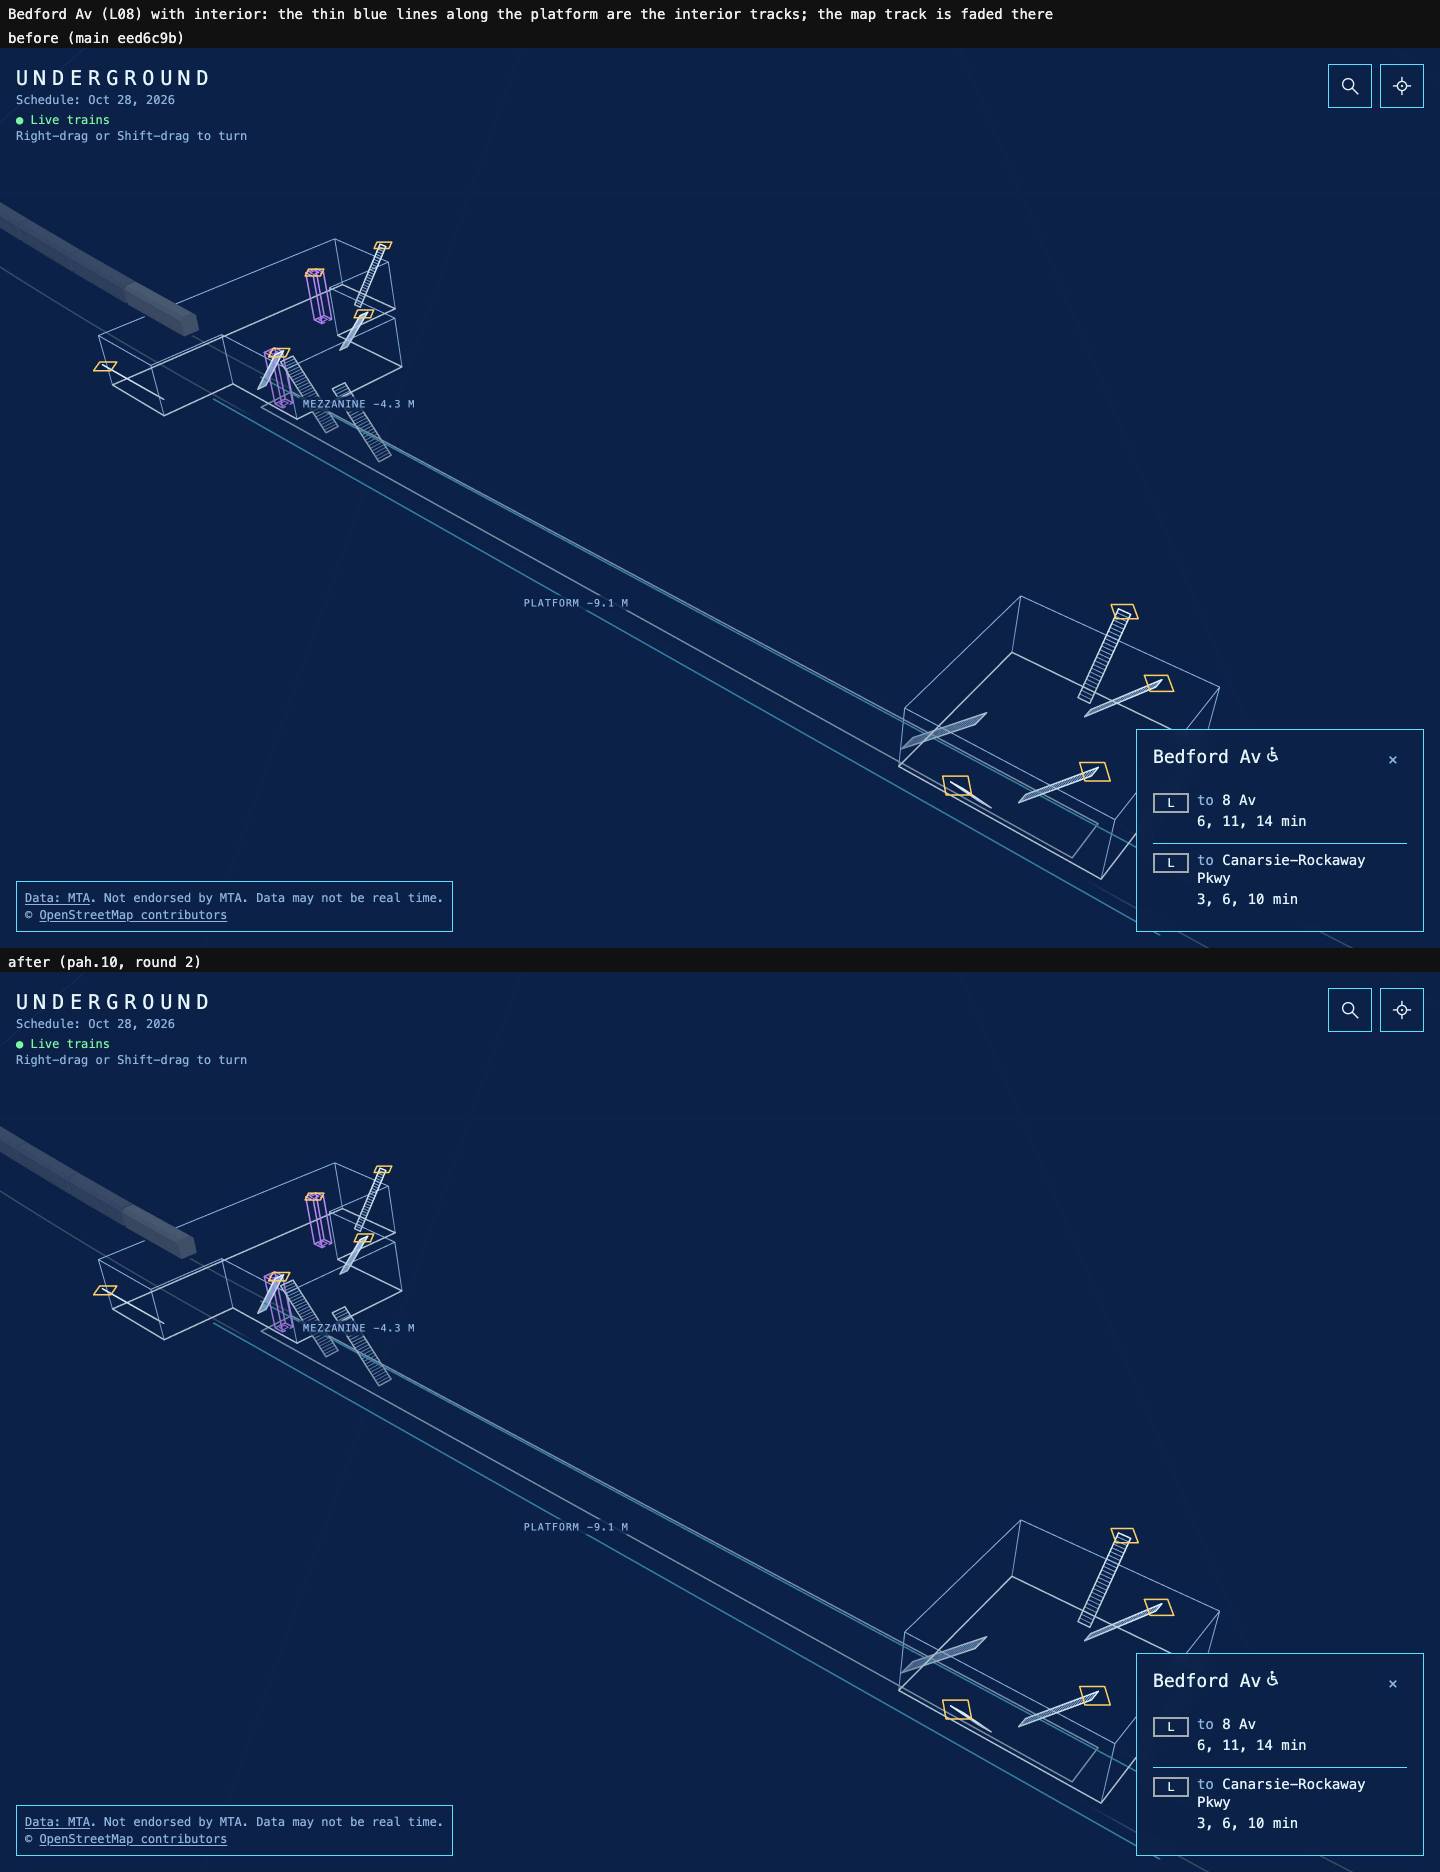 Bedford Av (L08) with interior: the thin blue lines along the platform are the interior tracks; the map track is faded there
before (main eed6c9b)
UNDERGROUND
Schedule: Oct 28, 2026
● Live trains
Right-drag or Shift-drag to turn
MEZZANINE −4.3 M
PLATFORM −9.1 M
Bedford Av ♿ ×
L to 8 Av
6, 11, 14 min
L to Canarsie-Rockaway
Pkwy
3, 6, 10 min
Data: MTA. Not endorsed by MTA. Data may not be real time.
© OpenStreetMap contributors
after (pah.10, round 2)
UNDERGROUND
Schedule: Oct 28, 2026
● Live trains
Right-drag or Shift-drag to turn
MEZZANINE −4.3 M
PLATFORM −9.1 M
Bedford Av ♿ ×
L to 8 Av
6, 11, 14 min
L to Canarsie-Rockaway
Pkwy
3, 6, 10 min
Data: MTA. Not endorsed by MTA. Data may not be real time.
© OpenStreetMap contributors